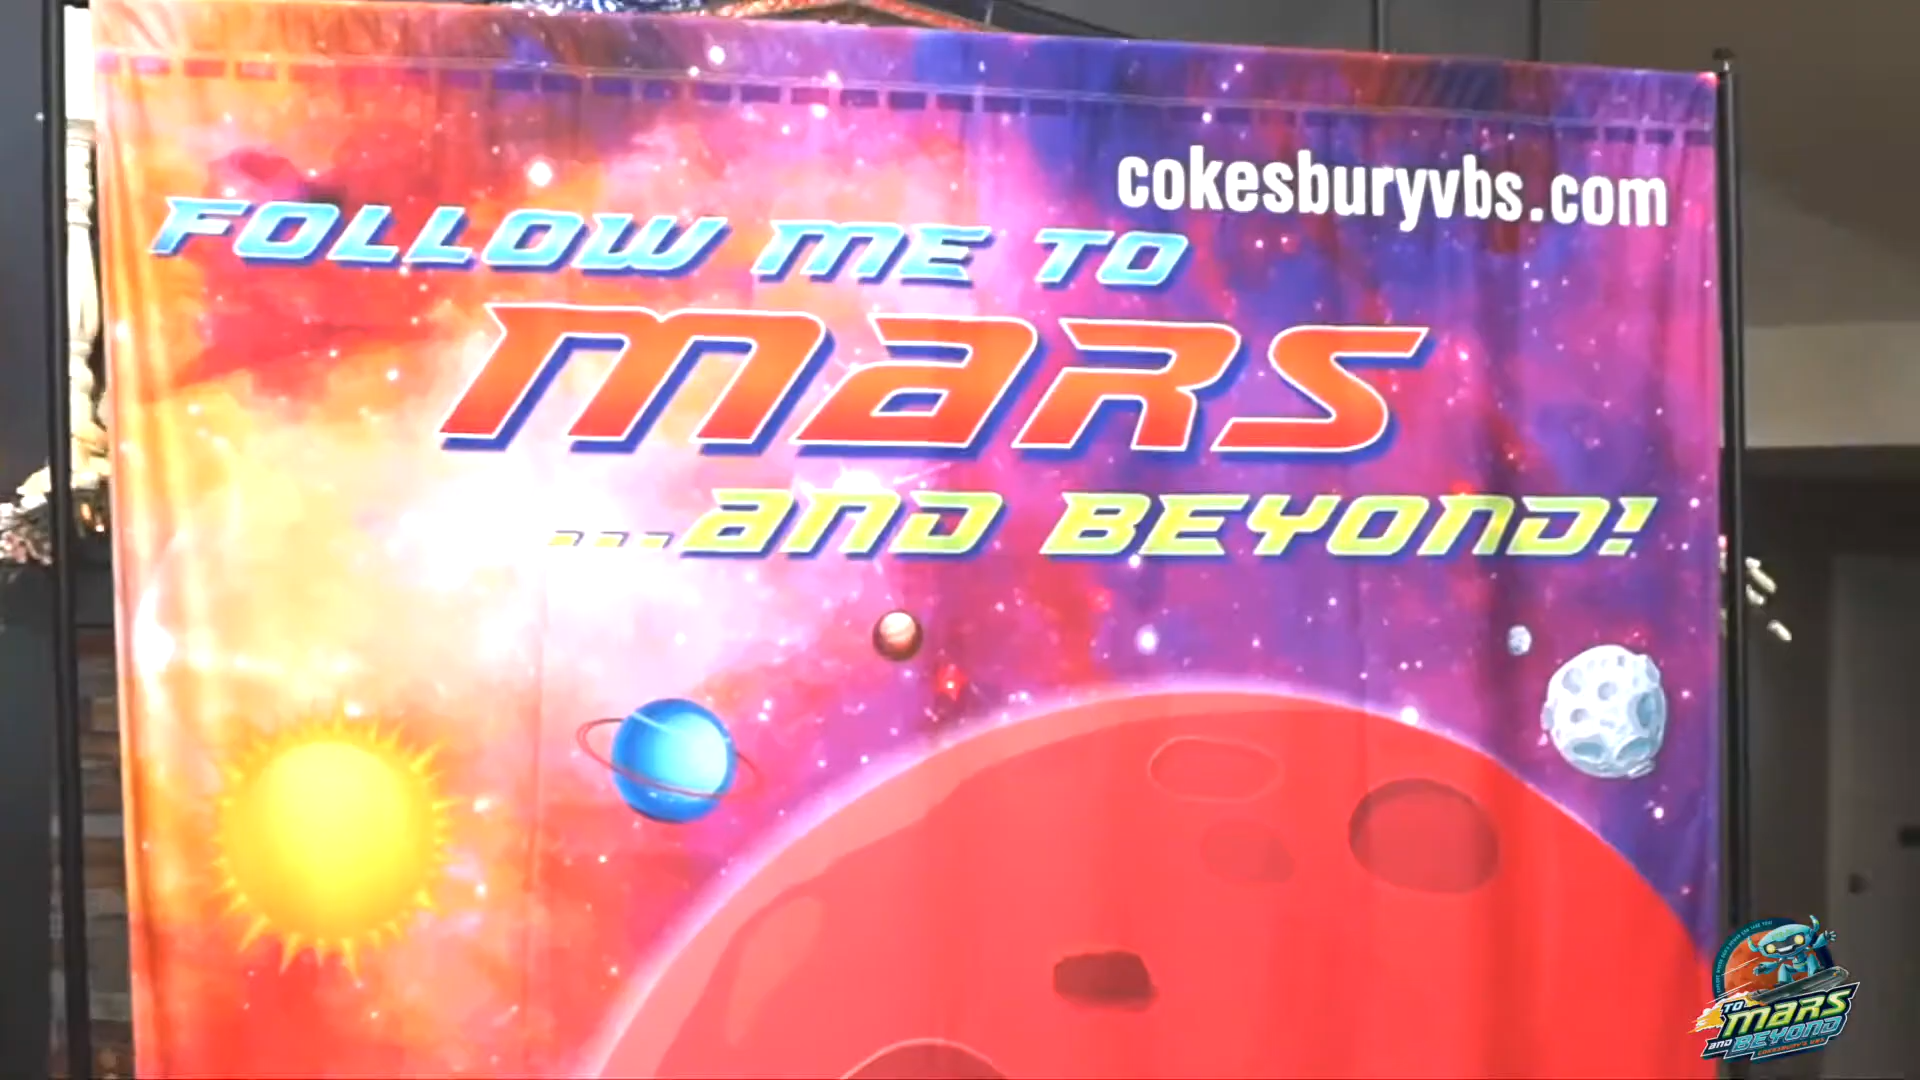 cokesburyvbs.com
FOLLOW ME TO
MARS
...AND BEYOND!
TO
MARS
AND BEYOND